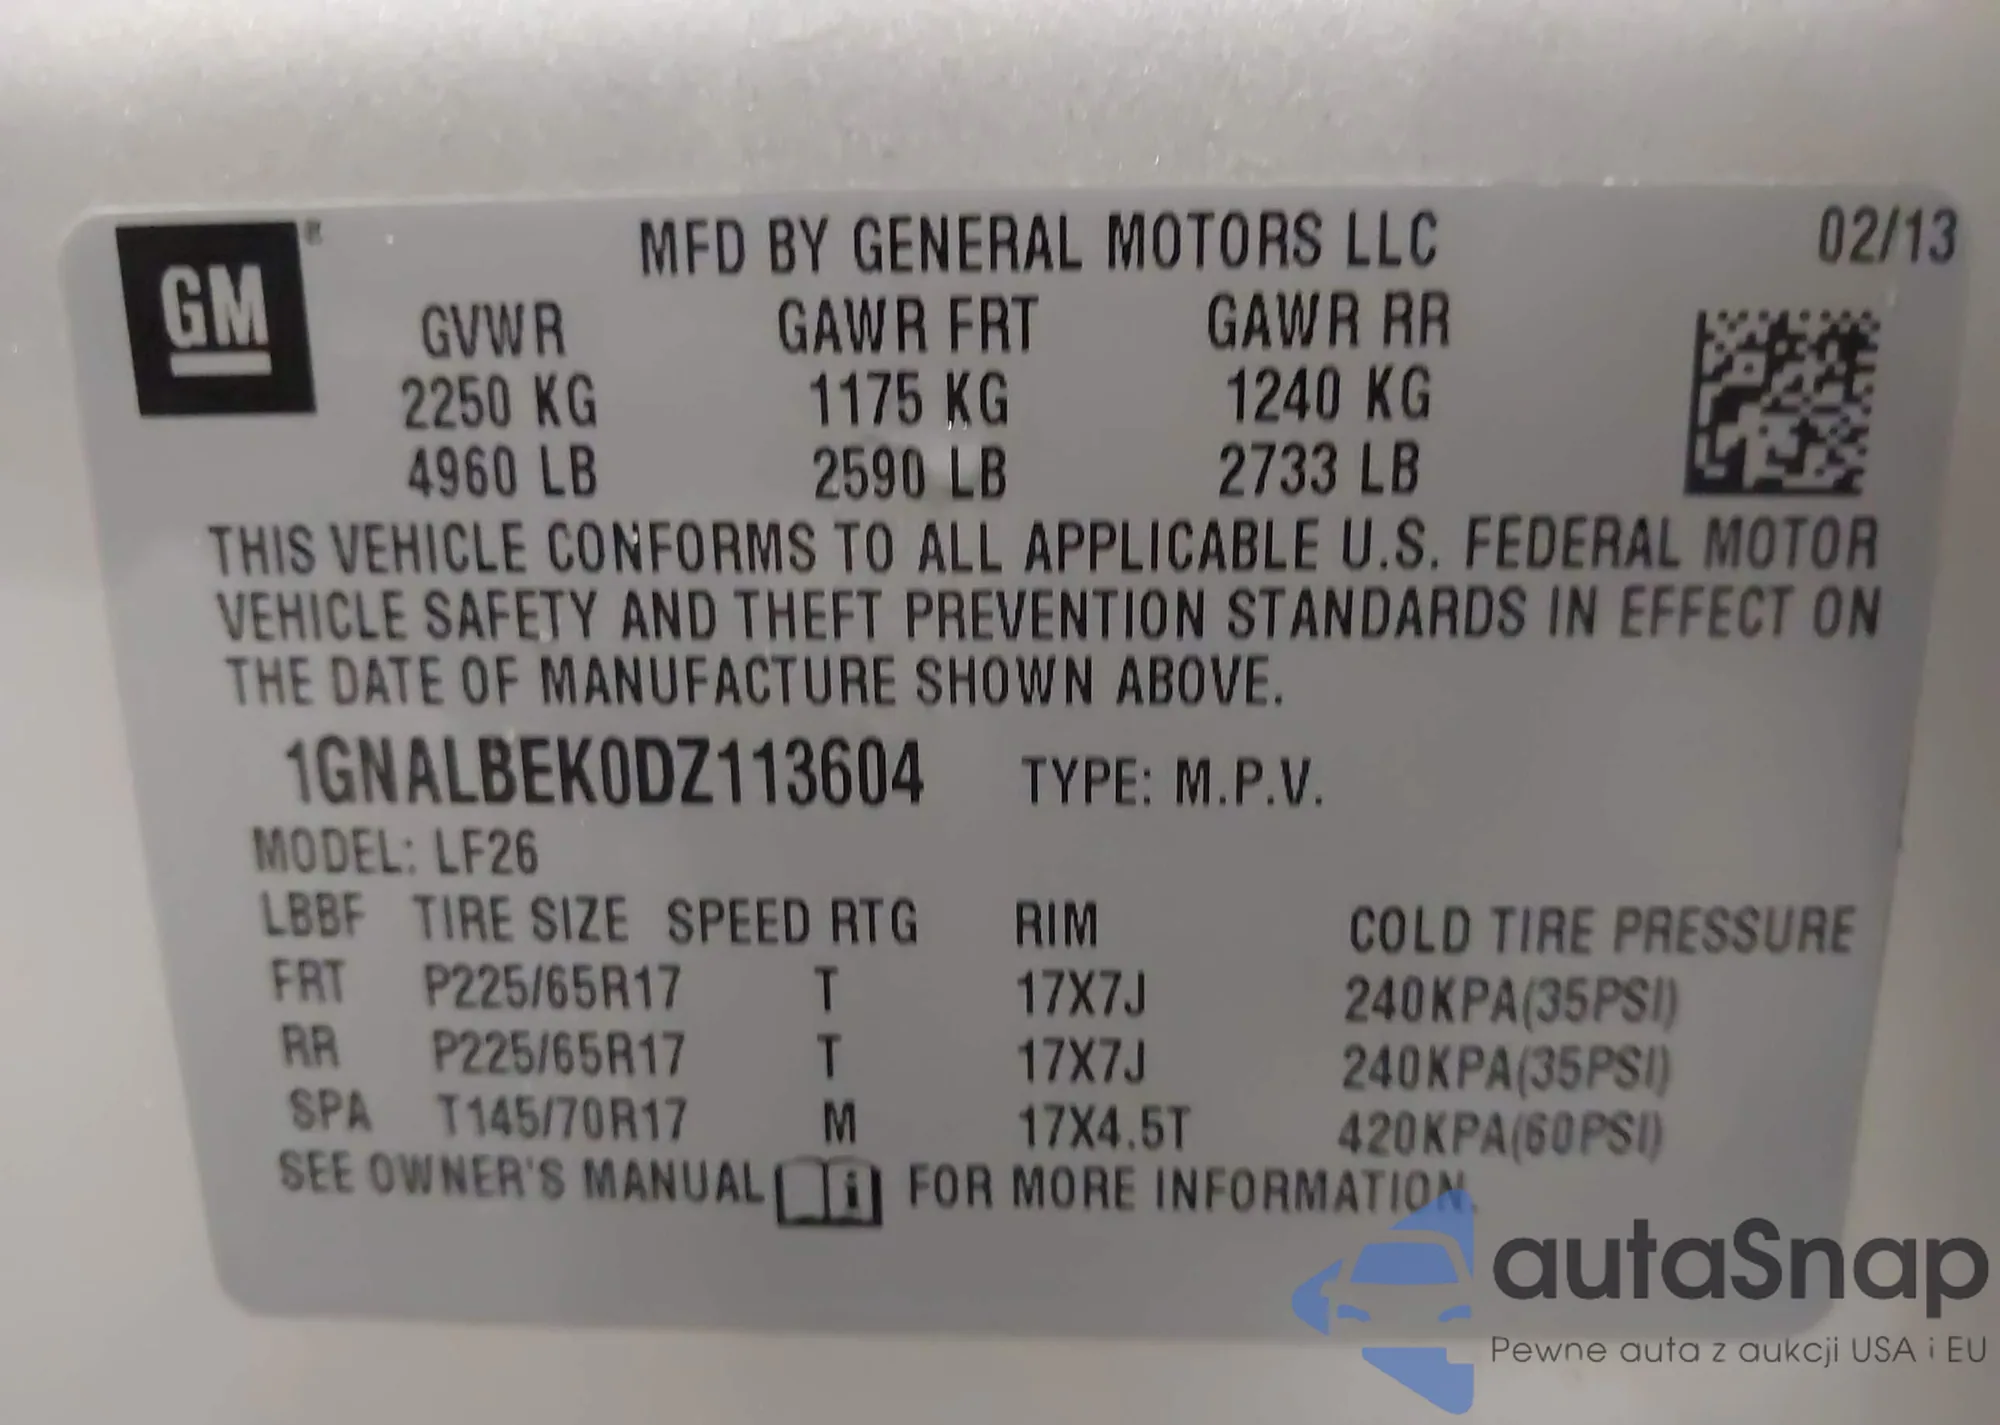 GM®
MFD BY GENERAL MOTORS LLC 02/13
GVWR GAWR FRT GAWR RR
2250 KG 1175 KG 1240 KG
4960 LB 2590 LB 2733 LB
THIS VEHICLE CONFORMS TO ALL APPLICABLE U.S. FEDERAL MOTOR
VEHICLE SAFETY AND THEFT PREVENTION STANDARDS IN EFFECT ON
THE DATE OF MANUFACTURE SHOWN ABOVE.
1GNALBEK0DZ113604 TYPE: M.P.V.
MODEL: LF26
LBBF TIRE SIZE SPEED RTG RIM COLD TIRE PRESSURE
FRT P225/65R17 T 17X7J 240KPA(35PSI)
RR P225/65R17 T 17X7J 240KPA(35PSI)
SPA T145/70R17 M 17X4.5T 420KPA(60PSI)
SEE OWNER'S MANUAL i FOR MORE INFORMATION.
autaSnap
Pewne auta z aukcji USA i EU